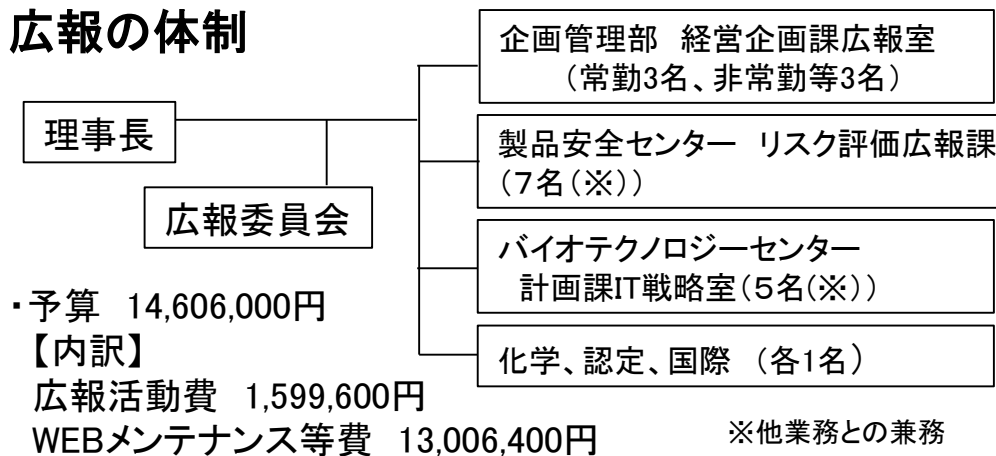 広報の体制
企画管理部 経営企画課広報室
（常勤3名、非常勤等3名）
理事長
製品安全センター リスク評価広報課
（７名（※））
広報委員会
バイオテクノロジーセンター
計画課IT戦略室（５名（※））
化学、認定、国際 （各1名）
・予算 14,606,000円
【内訳】
広報活動費 1,599,600円
WEBメンテナンス等費 13,006,400円
※他業務との兼務